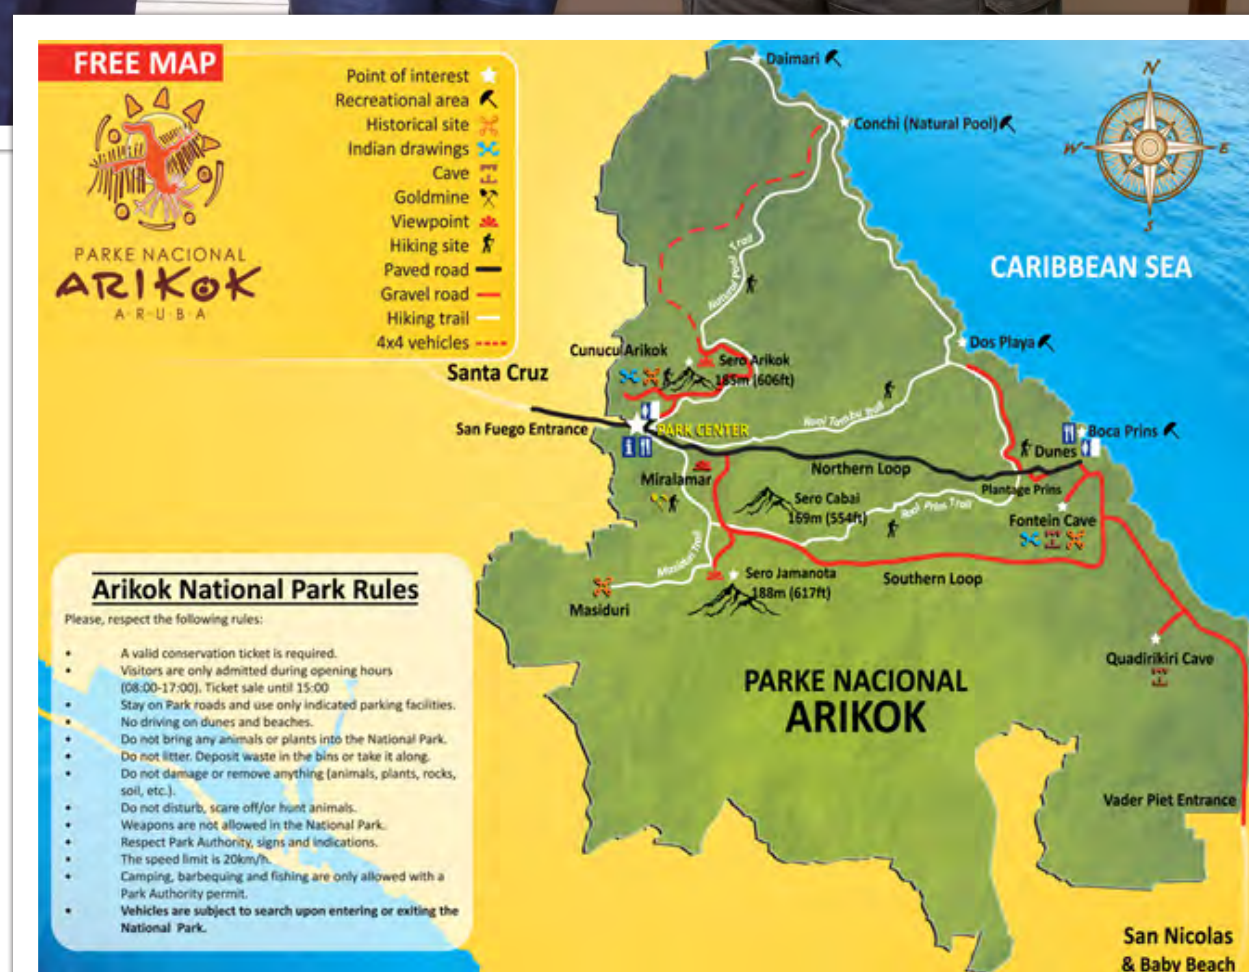 FREE MAP
PARKE NACIONAL
ARIKOK
A·R·U·B·A
Point of interest
Recreational area
Historical site
Indian drawings
Cave
Goldmine
Viewpoint
Hiking site
Paved road
Gravel road
Hiking trail
4x4 vehicles
Daimari
Conchi (Natural Pool)
N
W
E
S
CARIBBEAN SEA
Natural Pool Trail
Dos Playa
Cunucu Arikok
Sero Arikok
185m (606ft)
Santa Cruz
San Fuego Entrance
PARK CENTER
Rooi Tambu Trail
Boca Prins
Dunes
Northern Loop
Miralamar
Plantage Prins
Sero Cabai
169m (554ft)
Rooi Prins Trail
Fontein Cave
Masiduri Trail
Sero Jamanota
188m (617ft)
Southern Loop
Masiduri
Quadirikiri Cave
PARKE NACIONAL
ARIKOK
Vader Piet Entrance
San Nicolas
& Baby Beach
Arikok National Park Rules
Please, respect the following rules:
• A valid conservation ticket is required.
• Visitors are only admitted during opening hours
(08:00-17:00). Ticket sale until 15:00
• Stay on Park roads and use only indicated parking facilities.
• No driving on dunes and beaches.
• Do not bring any animals or plants into the National Park.
• Do not litter. Deposit waste in the bins or take it along.
• Do not damage or remove anything (animals, plants, rocks,
soil, etc.).
• Do not disturb, scare off/or hunt animals.
• Weapons are not allowed in the National Park.
• Respect Park Authority, signs and indications.
• The speed limit is 20km/h.
• Camping, barbequing and fishing are only allowed with a
Park Authority permit.
• Vehicles are subject to search upon entering or exiting the
National Park.